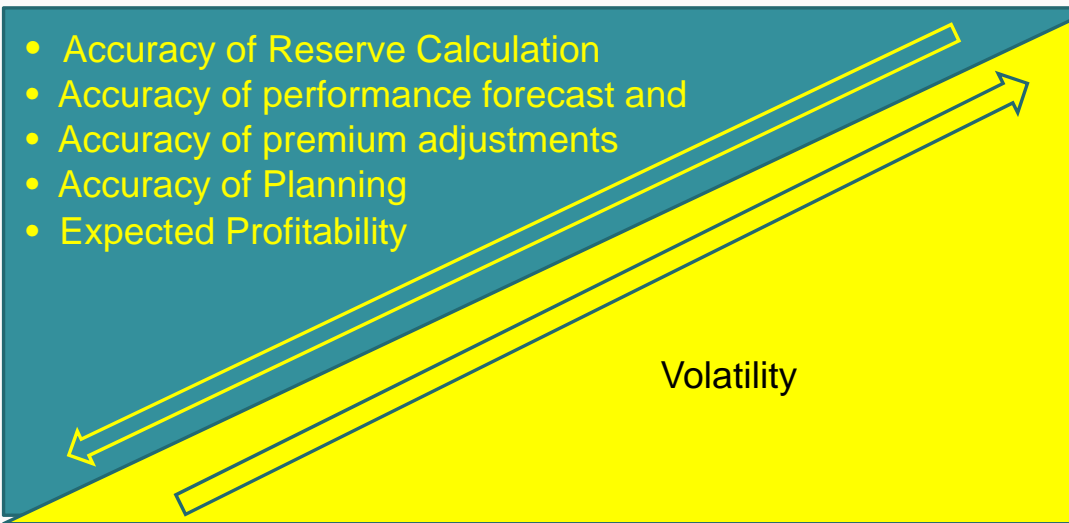 • Accuracy of Reserve Calculation
• Accuracy of performance forecast and
• Accuracy of premium adjustments
• Accuracy of Planning
• Expected Profitability
Volatility